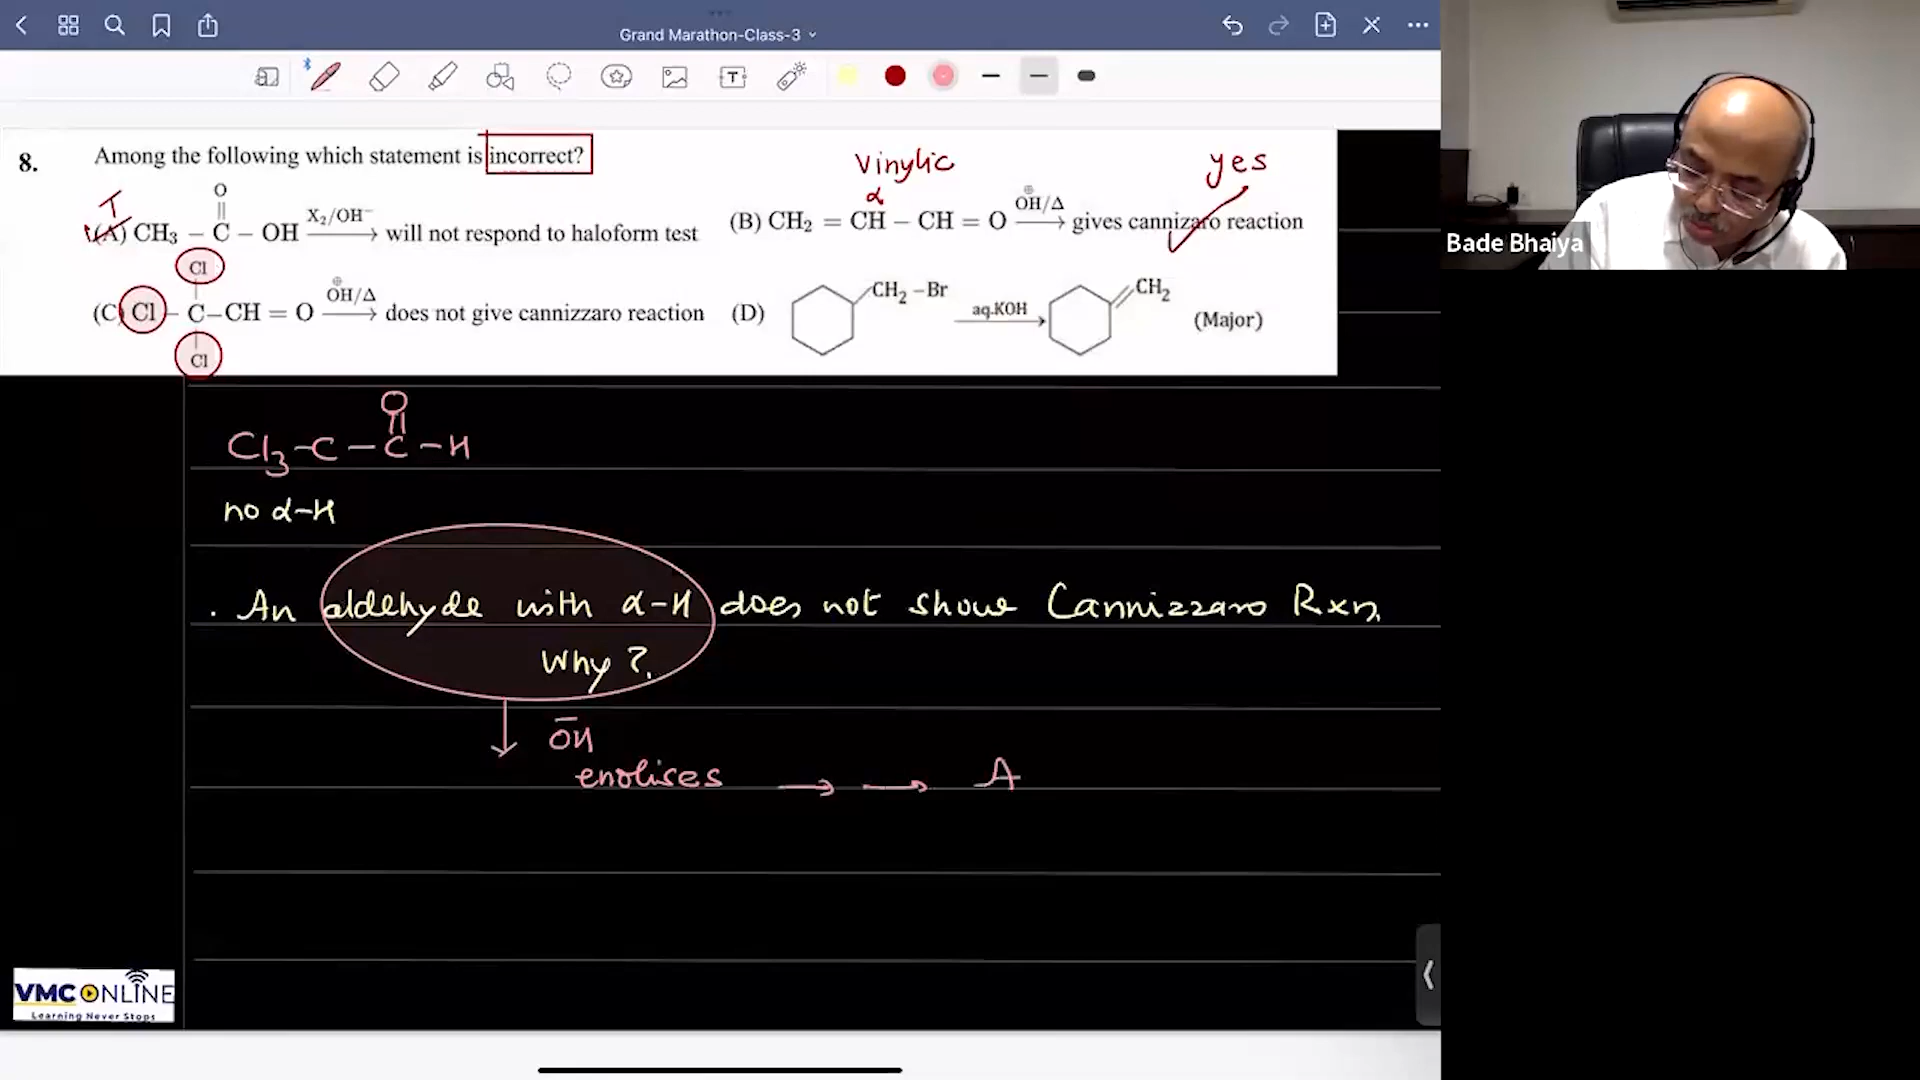 Grand Marathon-Class-3
8. Among the following which statement is incorrect?
Vinylic
yes
T
α
(A) CH₃ – C – OH X₂/OH⁻ → will not respond to haloform test
O
||
(B) CH₂ = CH – CH = O OH/Δ → gives cannizaro reaction
Cl
(C) Cl – C – CH = O OH/Δ → does not give cannizzaro reaction
Cl
(D) CH₂ – Br aq.KOH → CH₂ (Major)
O
||
Cl₃ – C – C – H
no α-H
. An aldehyde with α-H does not show Cannizzaro Rxn.
Why ?.
↓ ŌH
enolises → → A
Bade Bhaiya
VMC ONLINE
Learning Never Stops